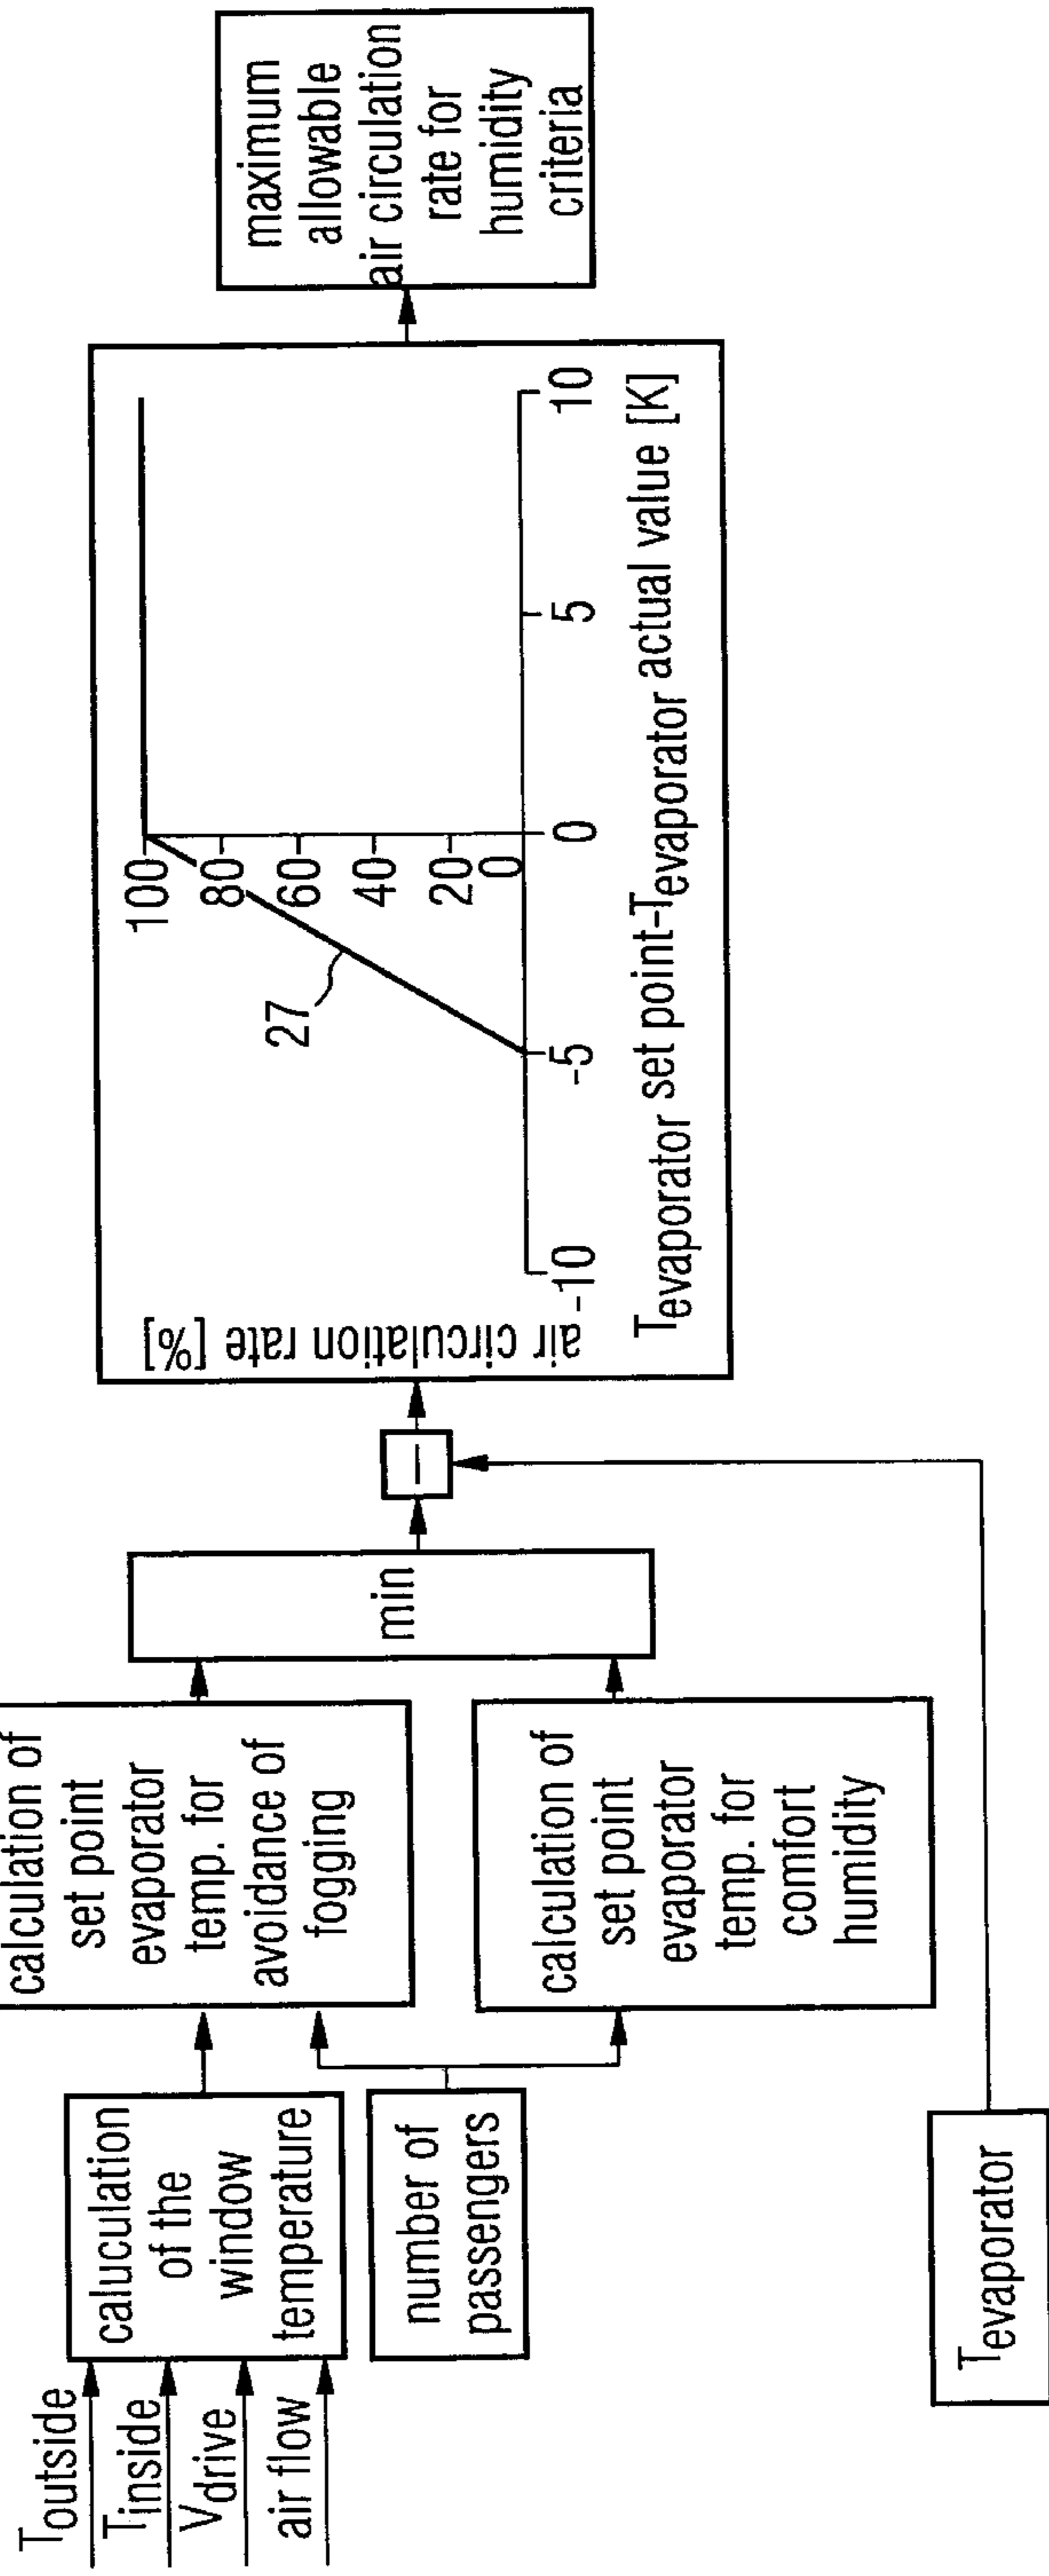 Toutside
Tinside
Vdrive
air flow
caluculation
of the
window
temperature
number of
passengers
Tevaporator
calculation of
set point
evaporator
temp. for
avoidance of
fogging
calculation of
set point
evaporator
temp. for
comfort
humidity
min
–
air circulation rate [%]
27
100
80
60
40
20
0
-10
-5
0
5
10
Tevaporator set point-Tevaporator actual value [K]
maximum
allowable
air circulation
rate for
humidity
criteria